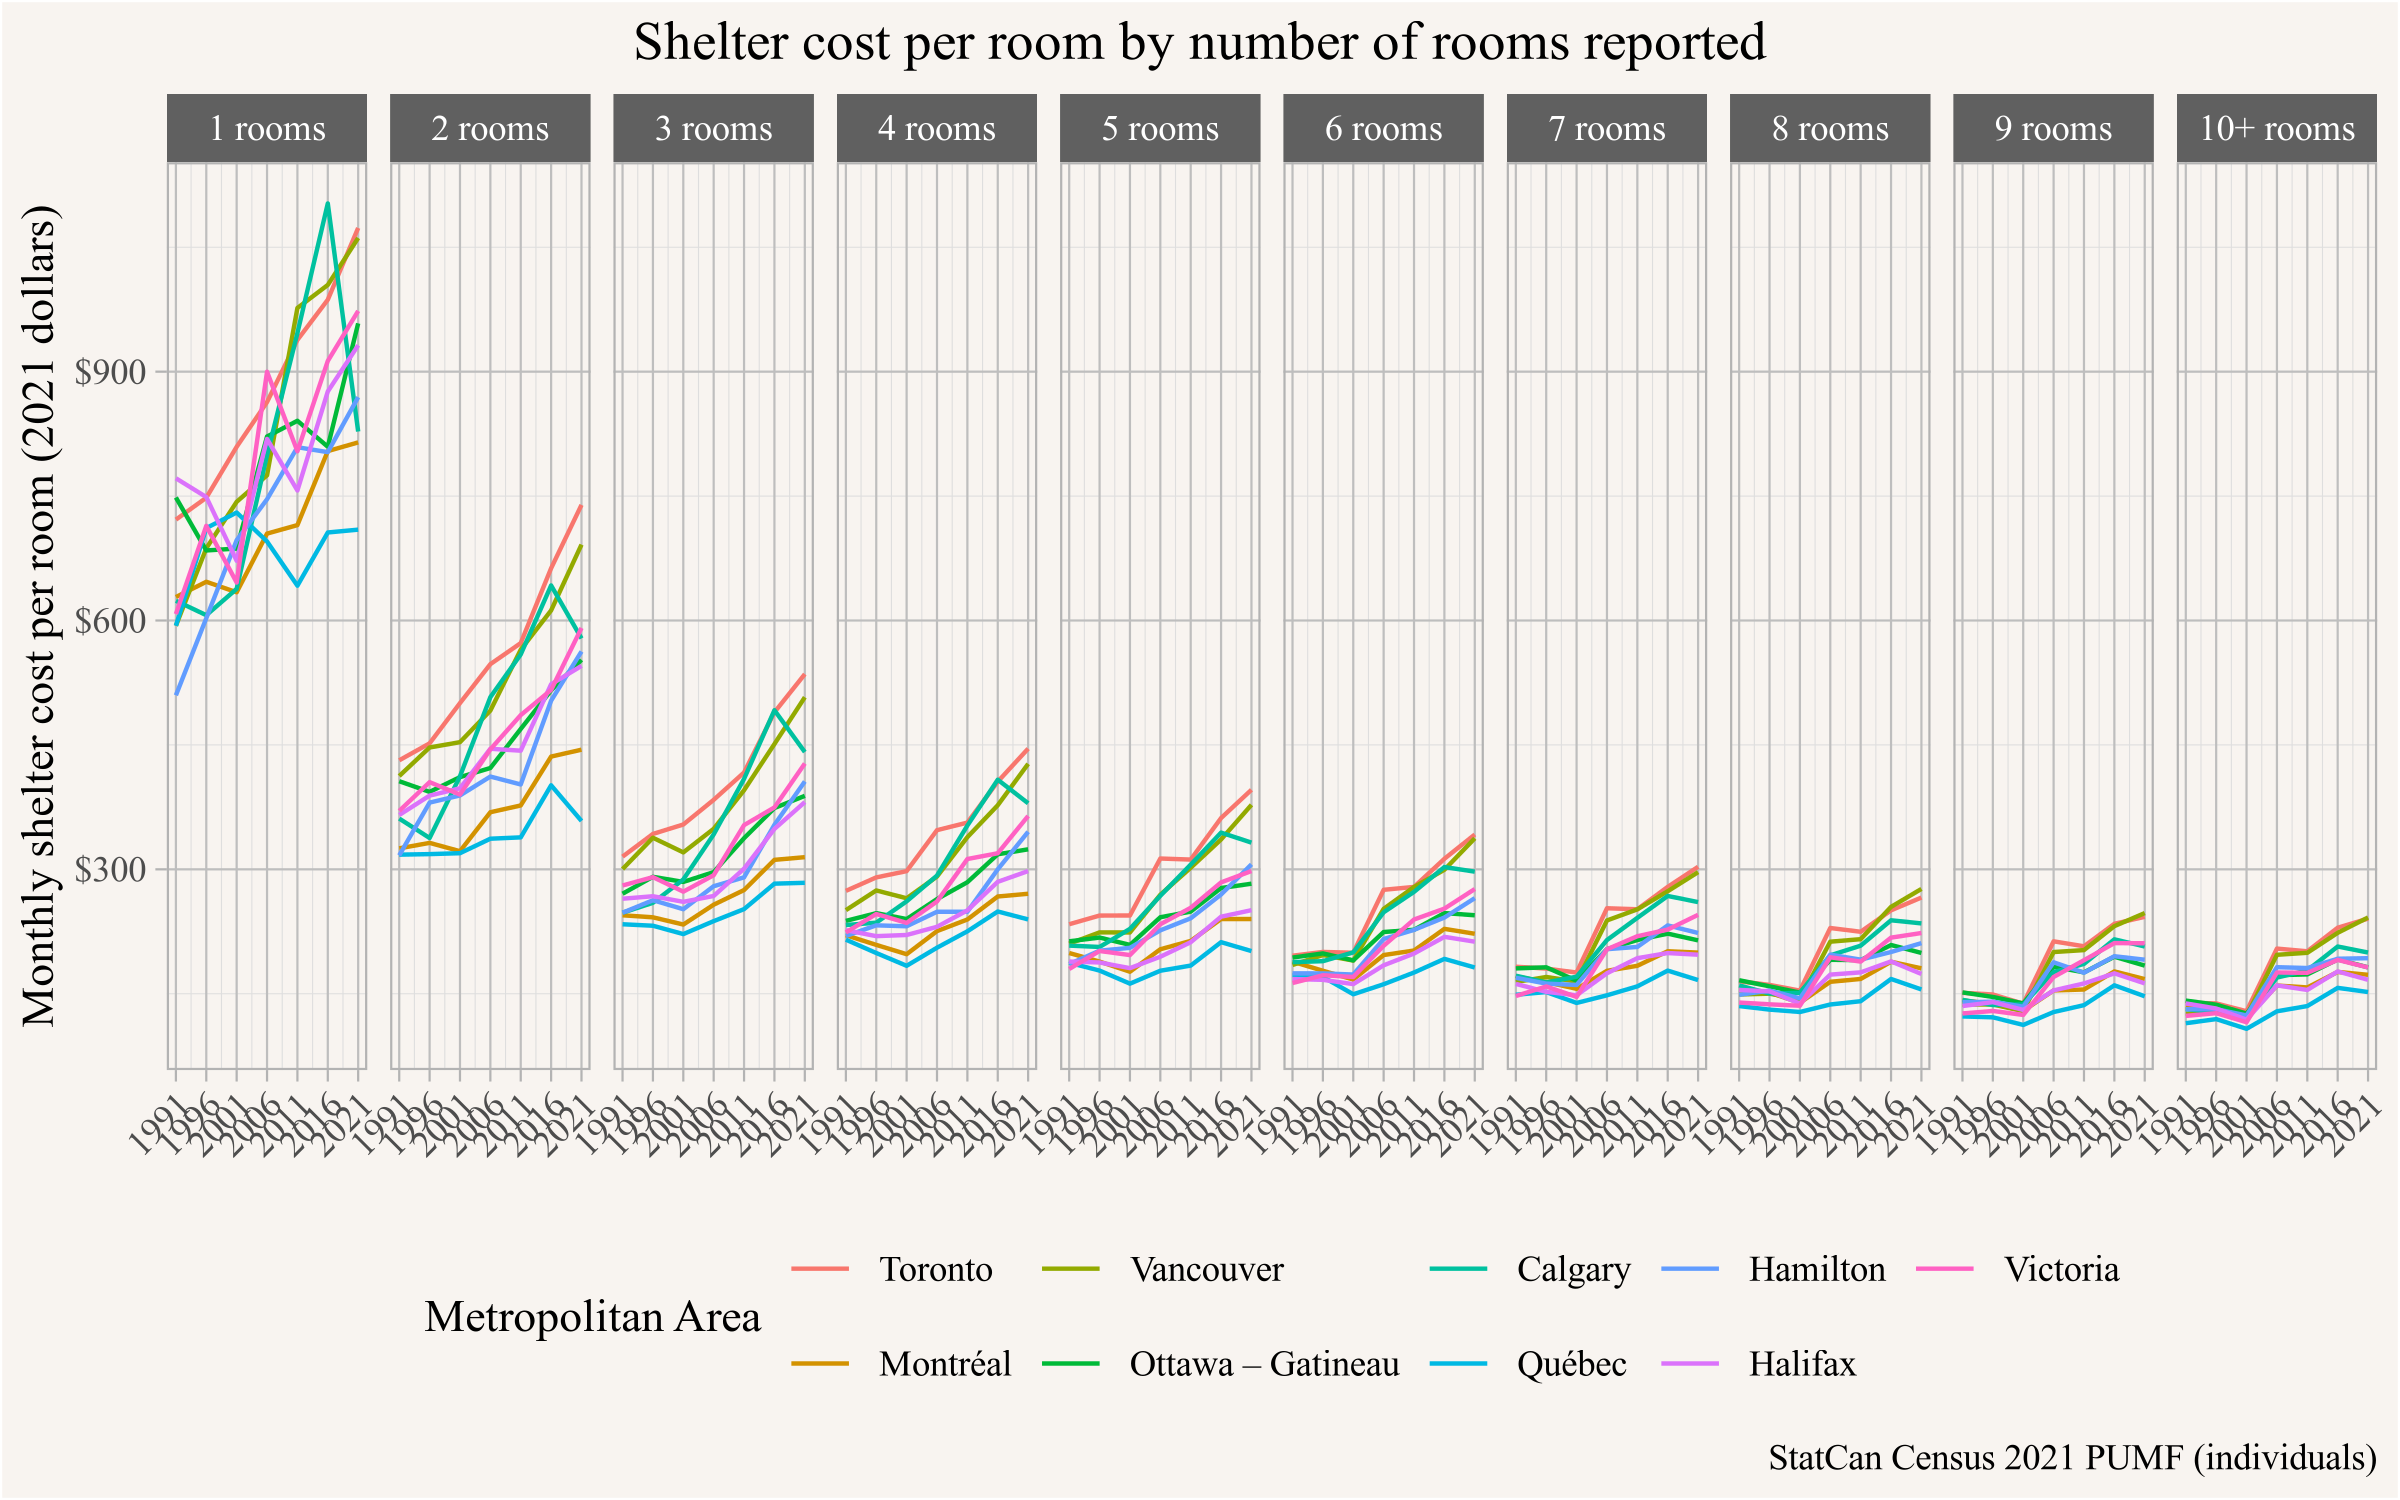 Shelter cost per room by number of rooms reported
1 rooms 2 rooms 3 rooms 4 rooms 5 rooms 6 rooms 7 rooms 8 rooms 9 rooms 10+ rooms
Monthly shelter cost per room (2021 dollars)
$900
$600
$300
1991 1996 2001 2006 2011 2016 2021 1991 1996 2001 2006 2011 2016 2021 1991 1996 2001 2006 2011 2016 2021 1991 1996 2001 2006 2011 2016 2021 1991 1996 2001 2006 2011 2016 2021 1991 1996 2001 2006 2011 2016 2021 1991 1996 2001 2006 2011 2016 2021 1991 1996 2001 2006 2011 2016 2021 1991 1996 2001 2006 2011 2016 2021 1991 1996 2001 2006 2011 2016 2021
Toronto Vancouver Calgary Hamilton Victoria
Metropolitan Area
Montréal Ottawa – Gatineau Québec Halifax
StatCan Census 2021 PUMF (individuals)